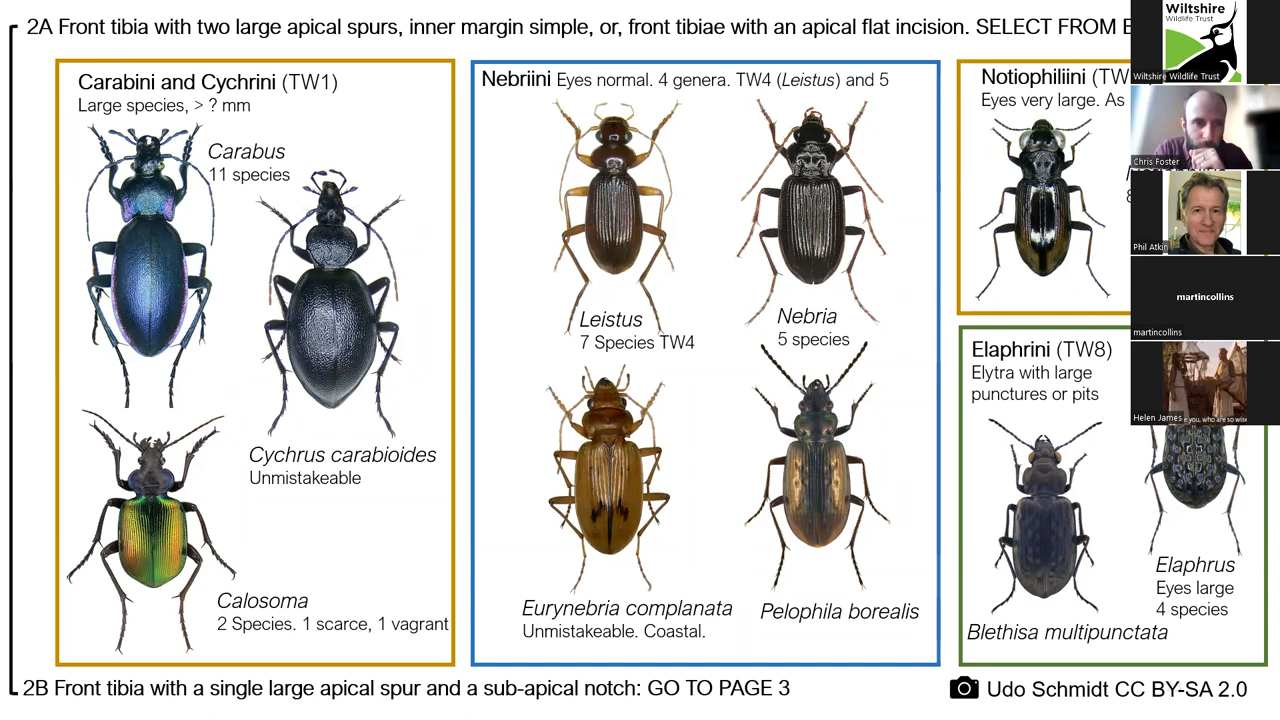 2A Front tibia with two large apical spurs, inner margin simple, or, front tibiae with an apical flat incision. SELECT FROM
Carabini and Cychrini (TW1)
Large species, > ? mm
Carabus
11 species
Cychrus carabioides
Unmistakeable
Calosoma
2 Species. 1 scarce, 1 vagrant
Nebriini Eyes normal. 4 genera. TW4 (Leistus) and 5
Leistus
7 Species TW4
Nebria
5 species
Eurynebria complanata
Unmistakeable. Coastal.
Pelophila borealis
Notiophiliini (TW
Eyes very large. As
Elaphrini (TW8)
Elytra with large
punctures or pits
Blethisa multipunctata
Elaphrus
Eyes large
4 species
2B Front tibia with a single large apical spur and a sub-apical notch: GO TO PAGE 3
Udo Schmidt CC BY-SA 2.0
Wiltshire
Wildlife Trust
Wiltshire Wildlife Trust
Chris Foster
Phil Atkin
martincollins
martincollins
Helen James
e you, who are so wise